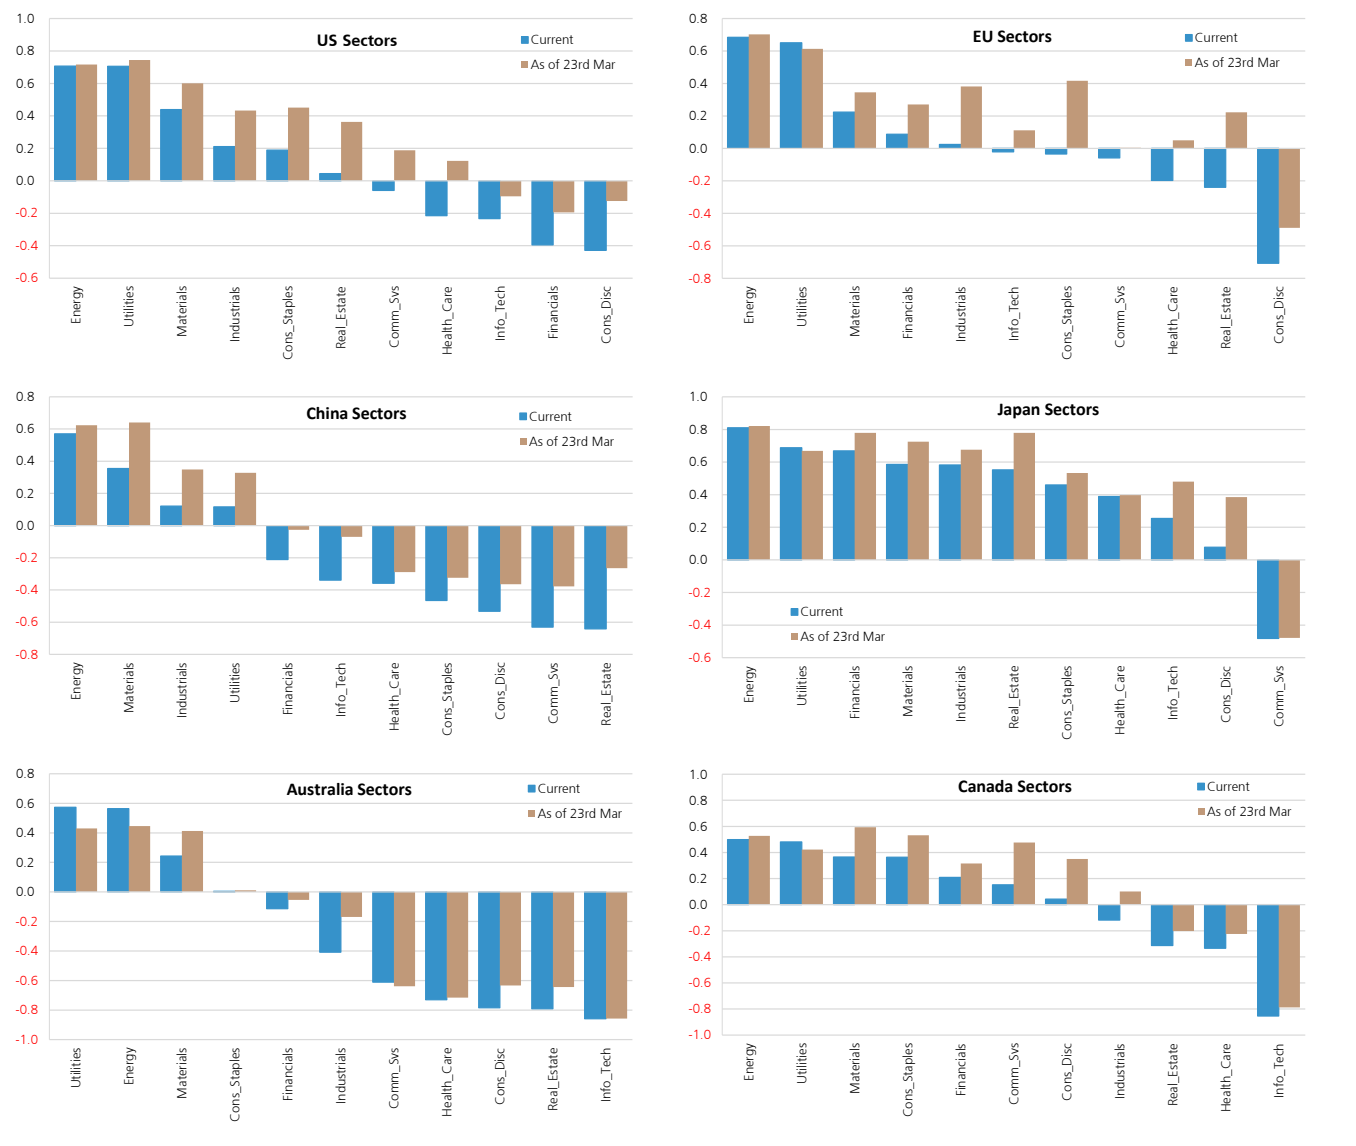 US Sectors
Current
As of 23rd Mar
1.0
0.8
0.6
0.4
0.2
0.0
-0.2
-0.4
-0.6
Energy
Utilities
Materials
Industrials
Cons_Staples
Real_Estate
Comm_Svs
Health_Care
Info_Tech
Financials
Cons_Disc
EU Sectors
Current
As of 23rd Mar
0.8
0.6
0.4
0.2
0.0
-0.2
-0.4
-0.6
-0.8
Energy
Utilities
Materials
Financials
Industrials
Info_Tech
Cons_Staples
Comm_Svs
Health_Care
Real_Estate
Cons_Disc
China Sectors
Current
As of 23rd Mar
0.8
0.6
0.4
0.2
0.0
-0.2
-0.4
-0.6
-0.8
Energy
Materials
Industrials
Utilities
Financials
Info_Tech
Health_Care
Cons_Staples
Cons_Disc
Comm_Svs
Real_Estate
Japan Sectors
1.0
0.8
0.6
0.4
0.2
0.0
-0.2
-0.4
-0.6
Current
As of 23rd Mar
Energy
Utilities
Financials
Materials
Industrials
Real_Estate
Cons_Staples
Health_Care
Info_Tech
Cons_Disc
Comm_Svs
Australia Sectors
Current
As of 23rd Mar
0.8
0.6
0.4
0.2
0.0
-0.2
-0.4
-0.6
-0.8
-1.0
Utilities
Energy
Materials
Cons_Staples
Financials
Industrials
Comm_Svs
Health_Care
Cons_Disc
Real_Estate
Info_Tech
Canada Sectors
Current
As of 23rd Mar
1.0
0.8
0.6
0.4
0.2
0.0
-0.2
-0.4
-0.6
-0.8
-1.0
Energy
Utilities
Materials
Cons_Staples
Financials
Comm_Svs
Cons_Disc
Industrials
Real_Estate
Health_Care
Info_Tech